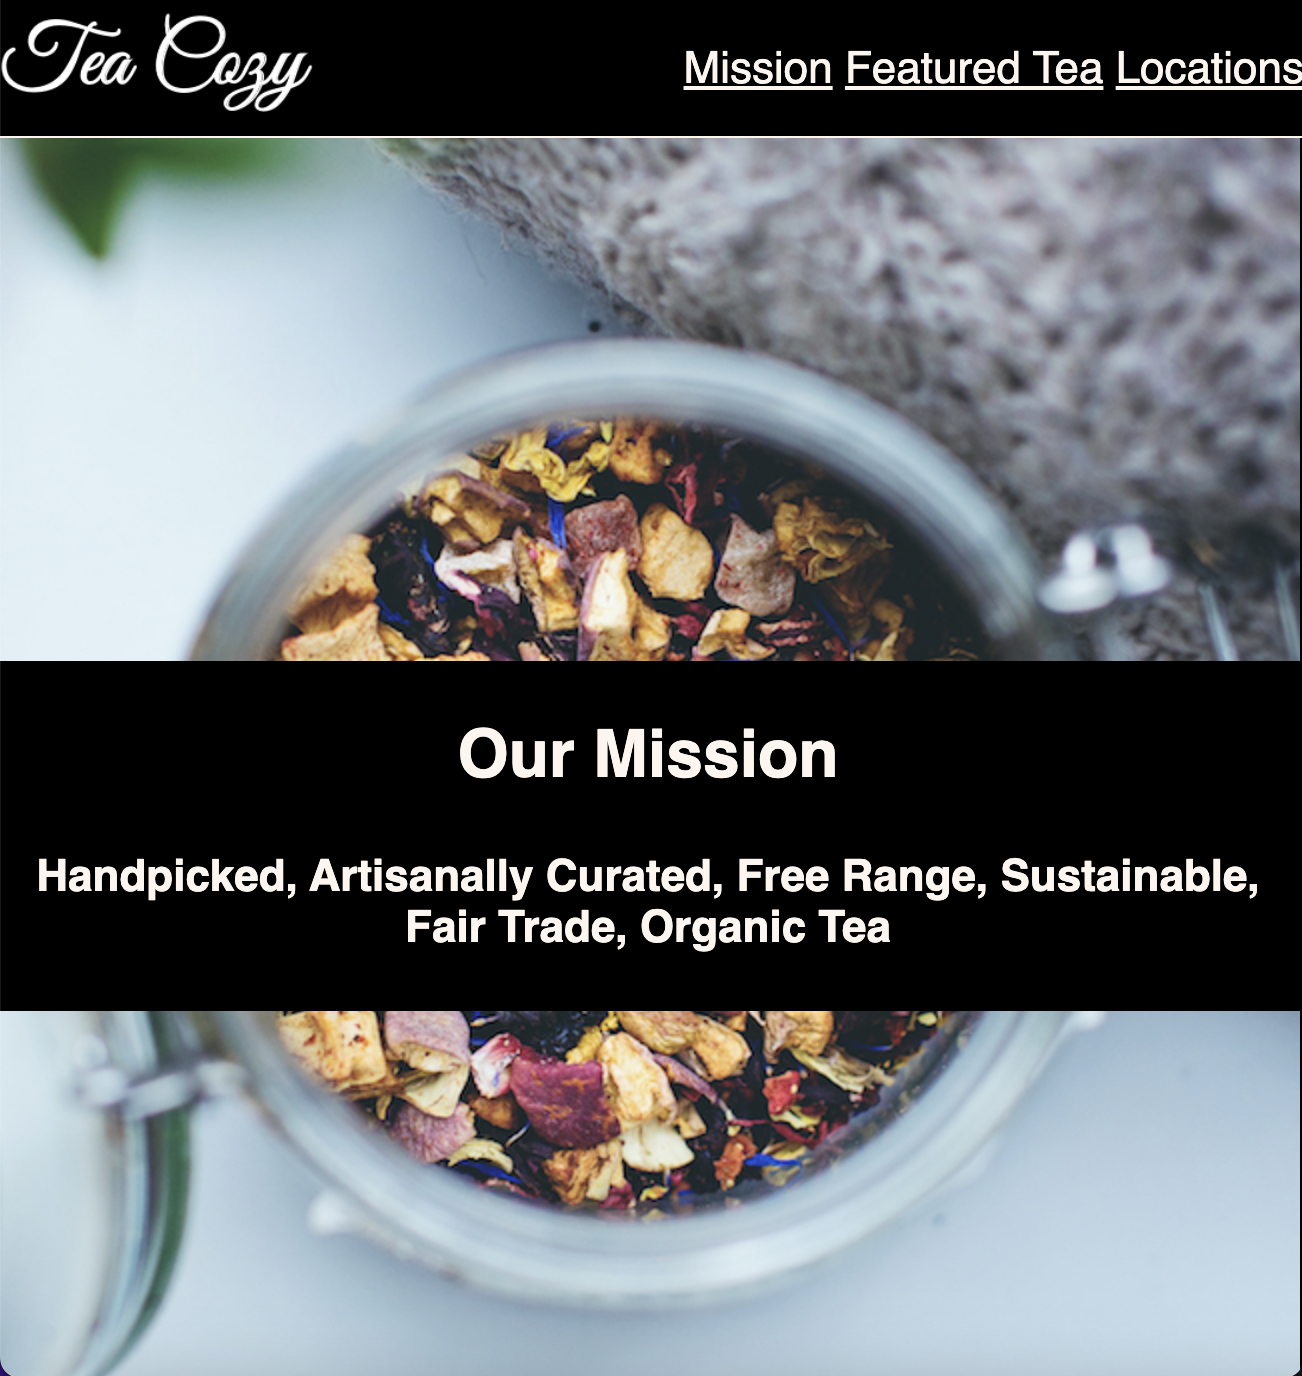 Tea Cozy
Mission Featured Tea Locations
Our Mission
Handpicked, Artisanally Curated, Free Range, Sustainable,
Fair Trade, Organic Tea